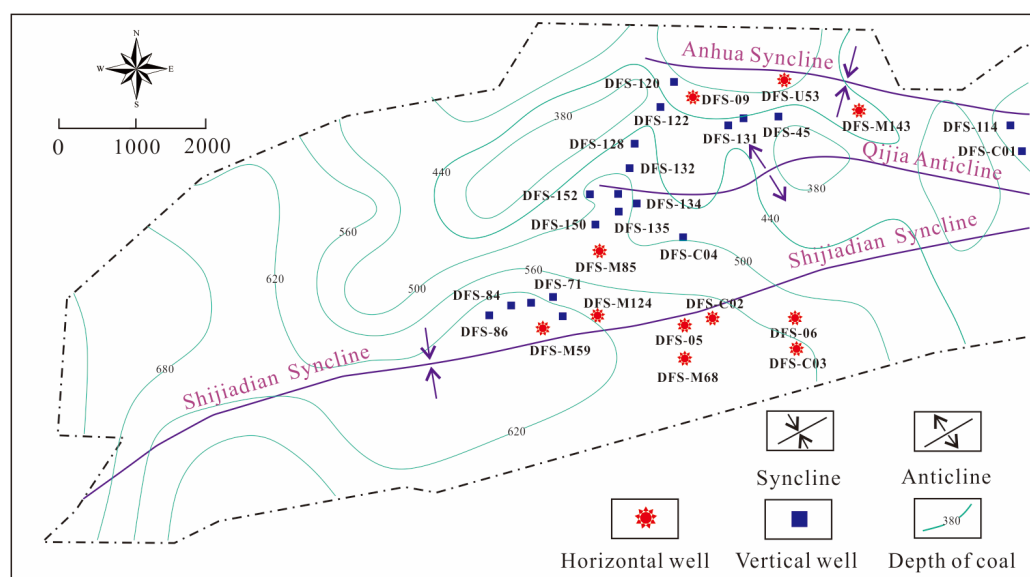 N
W
E
S
0
1000
2000
Anhua Syncline
DFS-120
DFS-09
DFS-U53
DFS-122
DFS-M143
DFS-131
DFS-45
DFS-114
DFS-C01
DFS-128
DFS-132
Qijia Anticline
380
440
380
DFS-152
DFS-134
DFS-150
DFS-135
DFS-C04
440
560
DFS-M85
Shijiadian Syncline
500
620
500
560
DFS-71
DFS-84
DFS-M124
DFS-C02
DFS-86
DFS-05
DFS-06
DFS-M59
DFS-M68
DFS-C03
680
Shijiadian Syncline
620
Syncline
Anticline
380
Horizontal well
Vertical well
Depth of coal